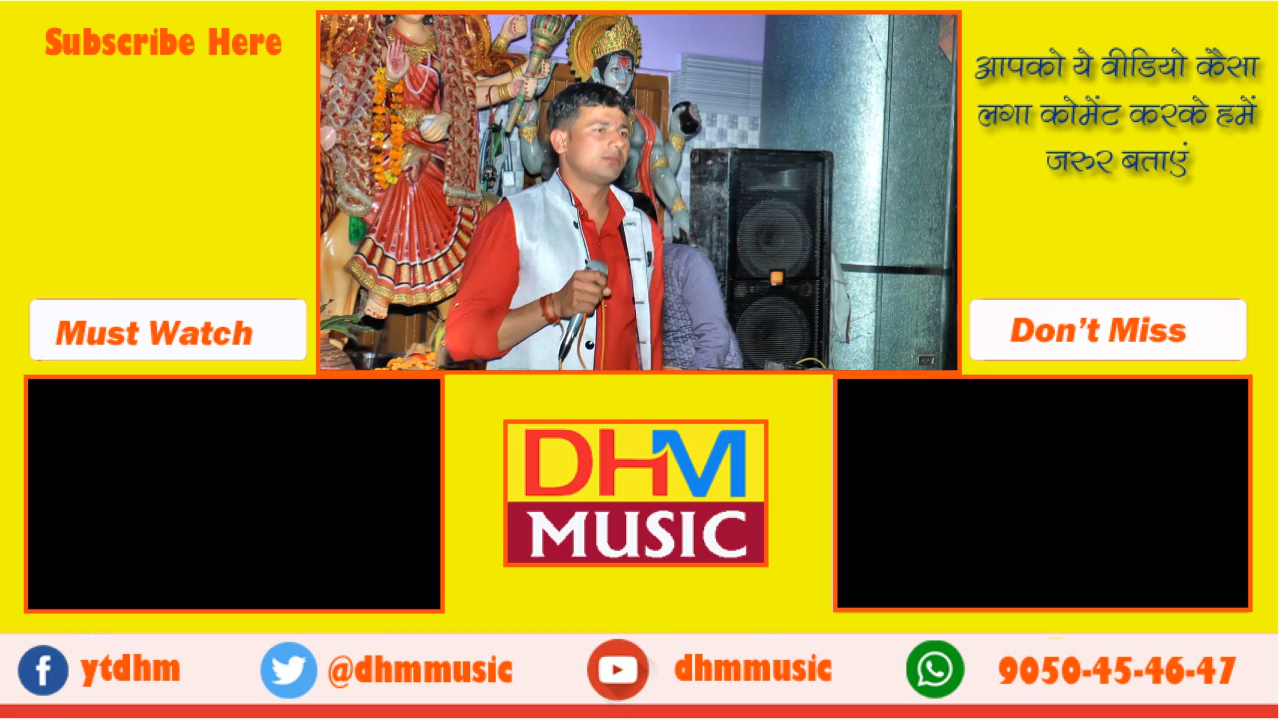 Subscribe Here
आपको ये वीडियो कैसा
लगा कोमेंट करके हमें
जरुर बताएं
Must Watch
Don't Miss
DHM
MUSIC
ytdhm
@dhmmusic
dhmmusic
9050-45-46-47